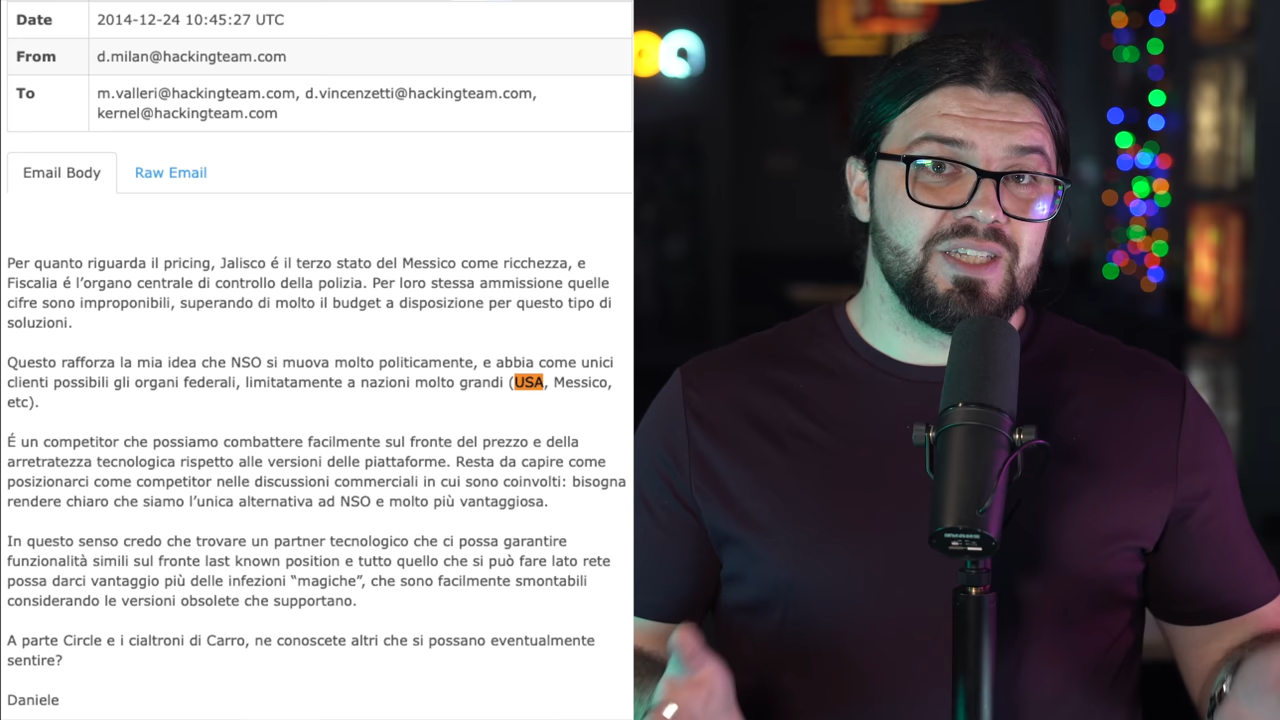 Date 2014-12-24 10:45:27 UTC
From d.milan@hackingteam.com
To m.valleri@hackingteam.com, d.vincenzetti@hackingteam.com,
kernel@hackingteam.com
Email Body Raw Email
Per quanto riguarda il pricing, Jalisco é il terzo stato del Messico come ricchezza, e
Fiscalia é l’organo centrale di controllo della polizia. Per loro stessa ammissione quelle
cifre sono improponibili, superando di molto il budget a disposizione per questo tipo di
soluzioni.
Questo rafforza la mia idea che NSO si muova molto politicamente, e abbia come unici
clienti possibili gli organi federali, limitatamente a nazioni molto grandi (USA, Messico,
etc).
É un competitor che possiamo combattere facilmente sul fronte del prezzo e della
arretratezza tecnologica rispetto alle versioni delle piattaforme. Resta da capire come
posizionarci come competitor nelle discussioni commerciali in cui sono coinvolti: bisogna
rendere chiaro che siamo l’unica alternativa ad NSO e molto più vantaggiosa.
In questo senso credo che trovare un partner tecnologico che ci possa garantire
funzionalità simili sul fronte last known position e tutto quello che si può fare lato rete
possa darci vantaggio più delle infezioni “magiche”, che sono facilmente smontabili
considerando le versioni obsolete che supportano.
A parte Circle e i cialtroni di Carro, ne conoscete altri che si possano eventualmente
sentire?
Daniele